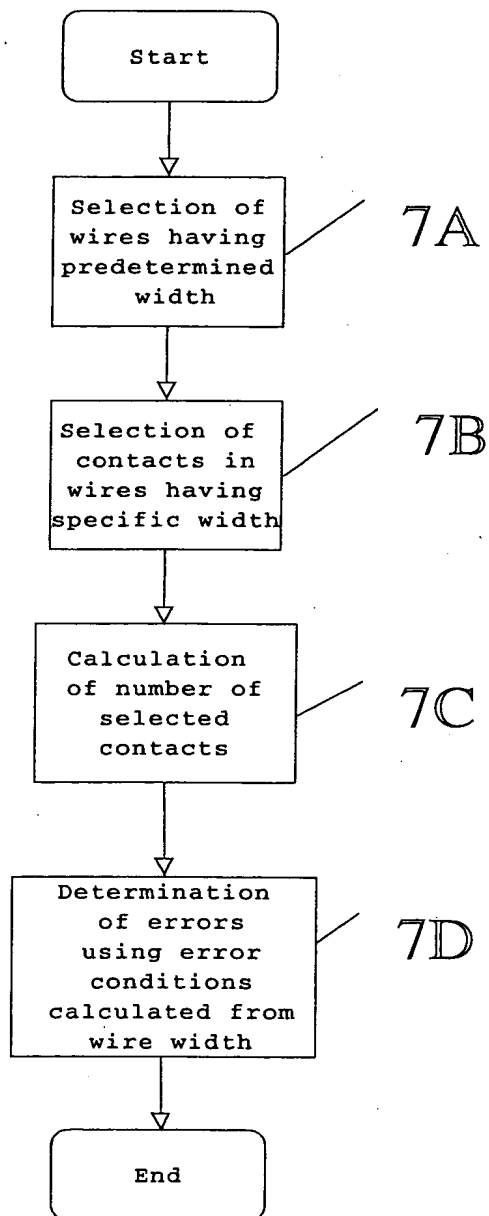 Start
Selection of
wires having
predetermined
width
7A
Selection of
contacts in
wires having
specific width
7B
Calculation
of number of
selected
contacts
7C
Determination
of errors
using error
conditions
calculated from
wire width
7D
End